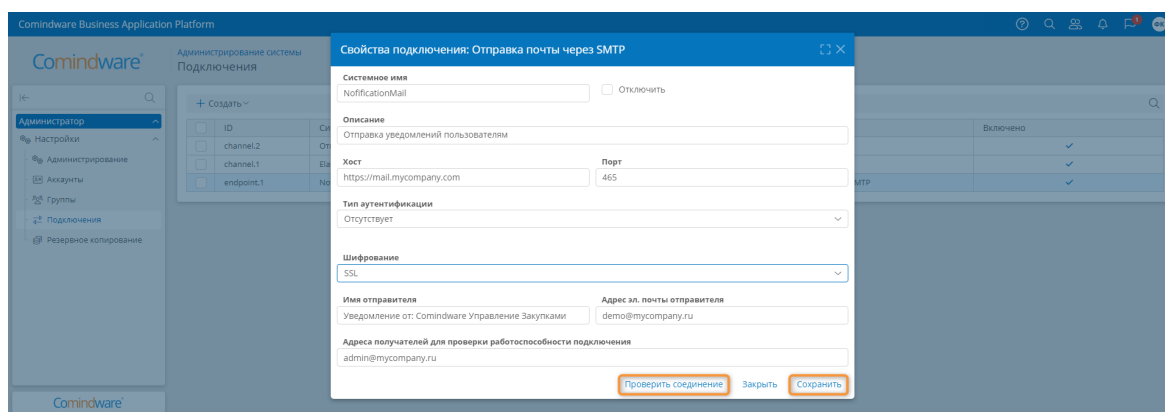 Comindware Business Application Platform
1
Comindware®
Администрирование системы
Подключения
Администратор
Настройки
Администрирование
Аккаунты
Группы
Подключения
Резервное копирование
Comindware®
+ Создать
ID
Включено
channel.2
channel.1
endpoint.1
Свойства подключения: Отправка почты через SMTP
Системное имя
NofificationMail
Отключить
Описание
Отправка уведомлений пользователям
Хост
Порт
https://mail.mycompany.com
465
Тип аутентификации
Отсутствует
Шифрование
SSL
Имя отправителя
Адрес эл. почты отправителя
Уведомление от: Comindware Управление Закупками
demo@mycompany.ru
Адреса получателей для проверки работоспособности подключения
admin@mycompany.ru
Проверить соединение
Закрыть
Сохранить